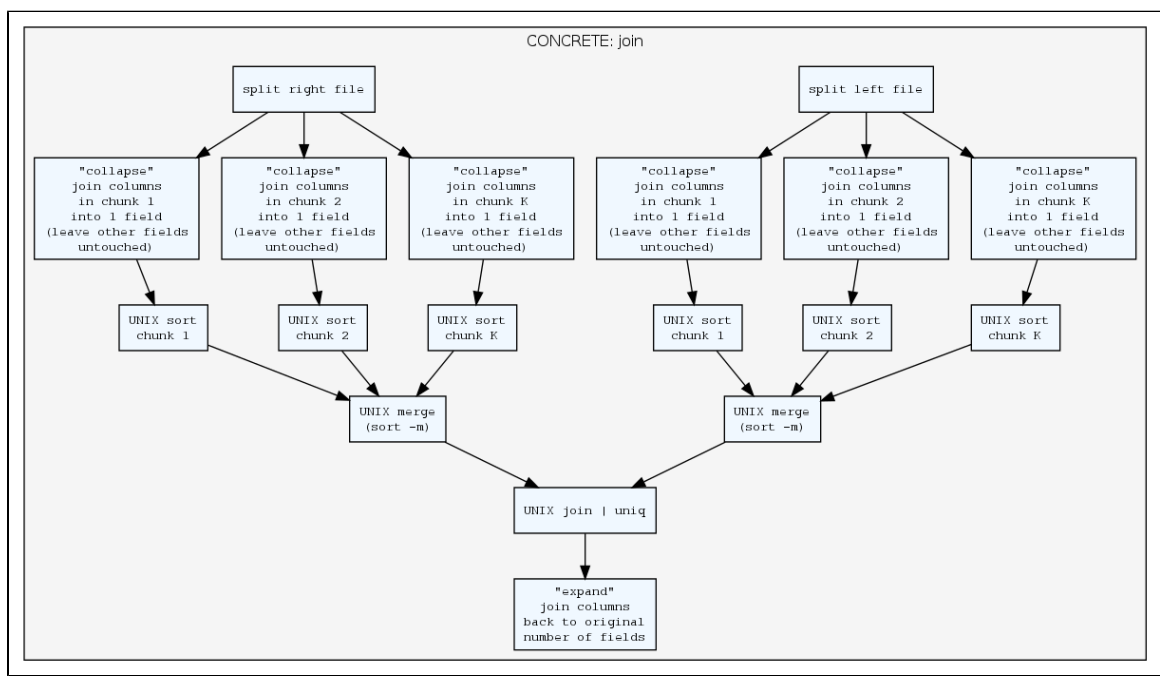 CONCRETE: join
split right file
split left file
"collapse"
join columns
in chunk 1
into 1 field
(leave other fields
untouched)
"collapse"
join columns
in chunk 2
into 1 field
(leave other fields
untouched)
"collapse"
join columns
in chunk K
into 1 field
(leave other fields
untouched)
"collapse"
join columns
in chunk 1
into 1 field
(leave other fields
untouched)
"collapse"
join columns
in chunk 2
into 1 field
(leave other fields
untouched)
"collapse"
join columns
in chunk K
into 1 field
(leave other fields
untouched)
UNIX sort
chunk 1
UNIX sort
chunk 2
UNIX sort
chunk K
UNIX sort
chunk 1
UNIX sort
chunk 2
UNIX sort
chunk K
UNIX merge
(sort -m)
UNIX merge
(sort -m)
UNIX join | uniq
"expand"
join columns
back to original
number of fields